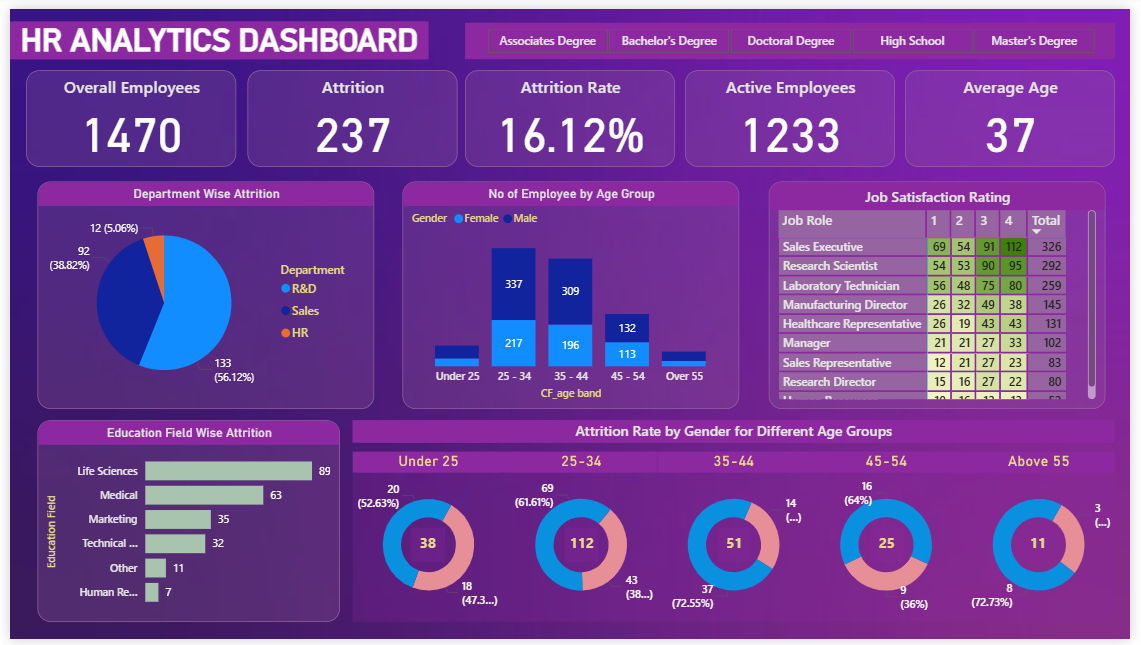 HR ANALYTICS DASHBOARD
Associates Degree Bachelor's Degree Doctoral Degree High School Master's Degree
Overall Employees
1470
Attrition
237
Attrition Rate
16.12%
Active Employees
1233
Average Age
37
Department Wise Attrition
12 (5.06%)
92
(38.82%)
133
(56.12%)
Department
R&D
Sales
HR
No of Employee by Age Group
Gender Female Male
337 309 132
217 196 113
Under 25 25 - 34 35 - 44 45 - 54 Over 55
CF_age band
Job Satisfaction Rating
Job Role 1 2 3 4 Total
Sales Executive 69 54 91 112 326
Research Scientist 54 53 90 95 292
Laboratory Technician 56 48 75 80 259
Manufacturing Director 26 32 49 38 145
Healthcare Representative 26 19 43 43 131
Manager 21 21 27 33 102
Sales Representative 12 21 27 23 83
Research Director 15 16 27 22 80
Education Field Wise Attrition
Education Field
Life Sciences 89
Medical 63
Marketing 35
Technical ... 32
Other 11
Human Re... 7
Attrition Rate by Gender for Different Age Groups
Under 25
20
(52.63%)
38
18
(47.3...)
25-34
69
(61.61%)
112
43
(38...)
35-44
14
(...)
51
37
(72.55%)
45-54
16
(64%)
25
9
(36%)
Above 55
3
(...)
11
8
(72.73%)